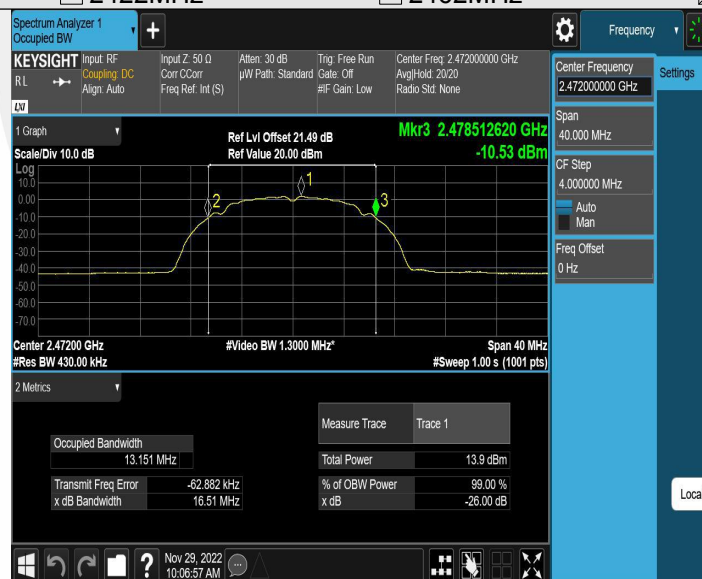 Spectrum Analyzer 1
Occupied BW
Frequency
KEYSIGHT
RL
LXI
Input: RF
Coupling: DC
Align: Auto
Input Z: 50 Ω
Corr CCorr
Freq Ref: Int (S)
Atten: 30 dB
µW Path: Standard
Trig: Free Run
Gate: Off
#IF Gain: Low
Center Freq: 2.472000000 GHz
Avg|Hold: 20/20
Radio Std: None
Center Frequency
2.472000000 GHz
Settings
Span
40.000 MHz
CF Step
4.000000 MHz
Auto
Man
Freq Offset
0 Hz
1 Graph
Scale/Div 10.0 dB
Ref Lvl Offset 21.49 dB
Ref Value 20.00 dBm
Mkr3 2.478512620 GHz
-10.53 dBm
Log
10.0
0.00
-10.0
-20.0
-30.0
-40.0
-50.0
-60.0
-70.0
1
2
3
Center 2.47200 GHz
#Res BW 430.00 kHz
#Video BW 1.3000 MHz*
Span 40 MHz
#Sweep 1.00 s (1001 pts)
2 Metrics
Measure Trace Trace 1
Occupied Bandwidth
13.151 MHz
Total Power 13.9 dBm
Transmit Freq Error -62.882 kHz
% of OBW Power 99.00 %
x dB Bandwidth 16.51 MHz
x dB -26.00 dB
Loca
?
Nov 29, 2022
10:06:57 AM